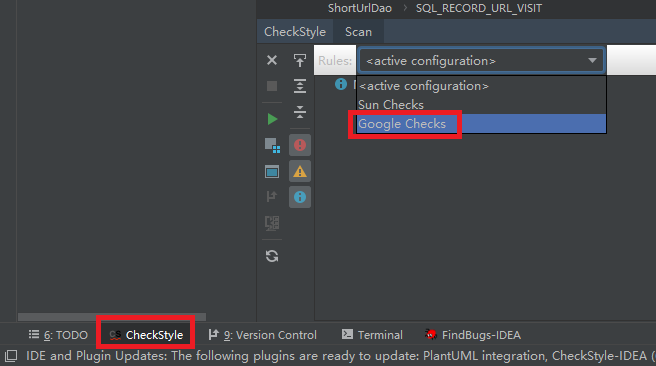 ShortUrlDao > SQL_RECORD_URL_VISIT
CheckStyle Scan
Rules: <active configuration>
<active configuration>
Sun Checks
Google Checks
6: TODO CheckStyle 9: Version Control Terminal FindBugs-IDEA
IDE and Plugin Updates: The following plugins are ready to update: PlantUML integration, CheckStyle-IDEA (